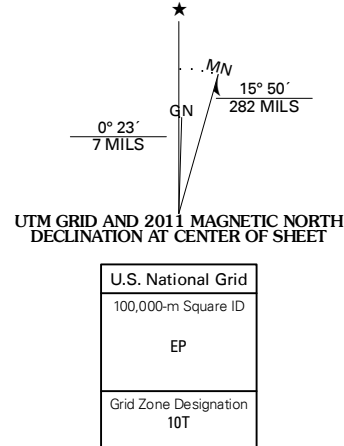 ★
MN
15° 50´
282 MILS
GN
0° 23´
7 MILS
UTM GRID AND 2011 MAGNETIC NORTH
DECLINATION AT CENTER OF SHEET
U.S. National Grid
100,000-m Square ID
EP
Grid Zone Designation
10T